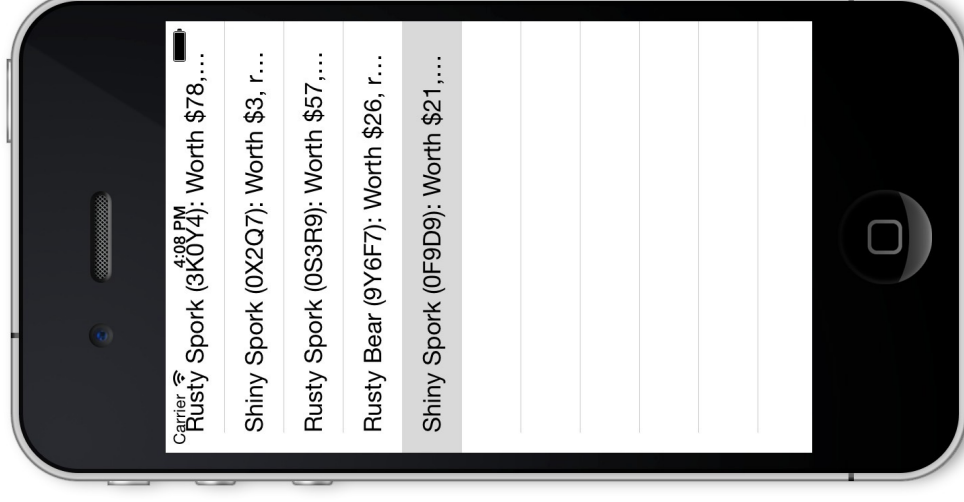 Carrier 4:08 PM
Rusty Spork (3K0Y4): Worth $78,...
Shiny Spork (0X2Q7): Worth $3, r...
Rusty Spork (0S3R9): Worth $57,...
Rusty Bear (9Y6F7): Worth $26, r...
Shiny Spork (0F9D9): Worth $21,...